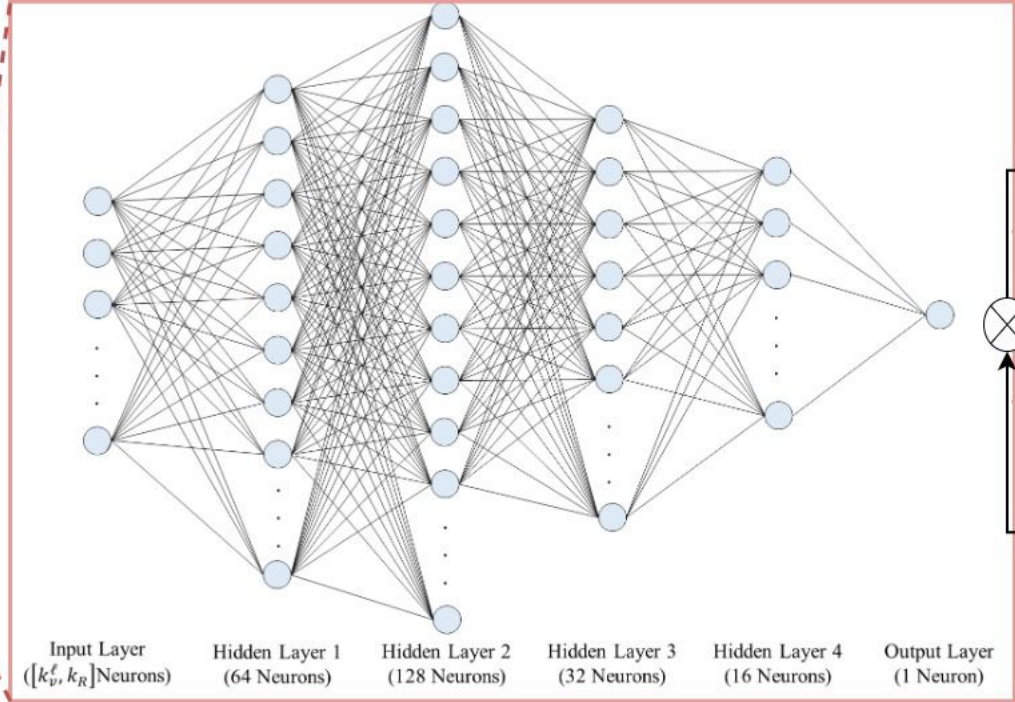 Input Layer
([k_v^ℓ, k_R]Neurons)
Hidden Layer 1
(64 Neurons)
Hidden Layer 2
(128 Neurons)
Hidden Layer 3
(32 Neurons)
Hidden Layer 4
(16 Neurons)
Output Layer
(1 Neuron)